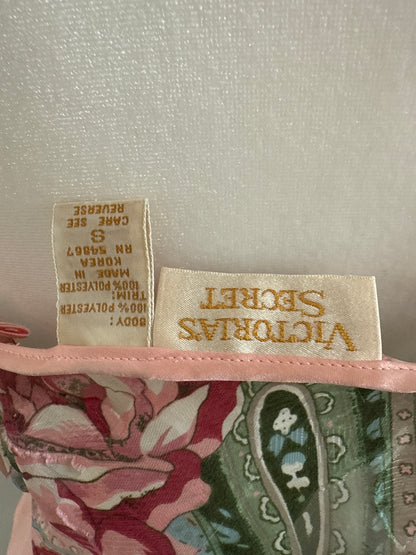 VICTORIA'S
SECRET
BODY:
100% POLYESTER
TRIM:
100% POLYESTER
MADE IN
KOREA
RN 54867
S
CARE SEE
REVERSE